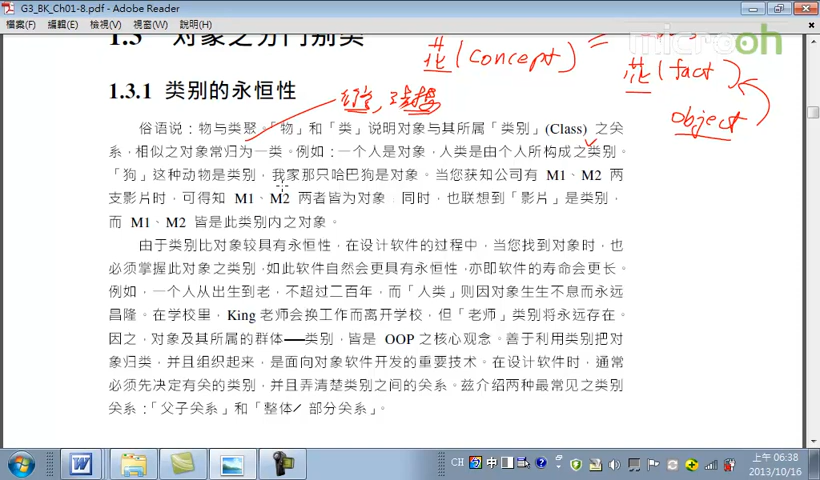 G3_BK_Ch01-8.pdf - Adobe Reader
檔案(F) 編輯(E) 檢視(V) 視窗(W) 說明(H)
1.3 对象之分门别类
花 (concept) =
microoh
花 (fact)
object
1.3.1 类别的永恒性
俗语说：物与类聚。「物」和「类」说明对象与其所属「类别」(Class) 之关
系，相似之对象常归为一类。例如：一个人是对象，人类是由个人所构成之类别。
「狗」这种动物是类别，我家那只哈巴狗是对象。当您获知公司有 M1、M2 两
支影片时，可得知 M1、M2 两者皆为对象﹒同时，也联想到「影片」是类别，
而 M1、M2 皆是此类别内之对象。
由于类别比对象较具有永恒性，在设计软件的过程中，当您找到对象时，也
必须掌握此对象之类别，如此软件自然会更具有永恒性，亦即软件的寿命会更长。
例如，一个人从出生到老，不超过二百年，而「人类」则因对象生生不息而永远
昌隆。在学校里，King 老师会换工作而离开学校，但「老师」类别将永远存在。
因之，对象及其所属的群体──类别，皆是 OOP 之核心观念。善于利用类别把对
象归类，并且组织起来，是面向对象软件开发的重要技术。在设计软件时，通常
必须先决定有关的类别，并且弄清楚类别之间的关系。兹介绍两种最常见之类别
关系：「父子关系」和「整体╱部分关系」。
CH 中
上午 06:38
2013/10/16